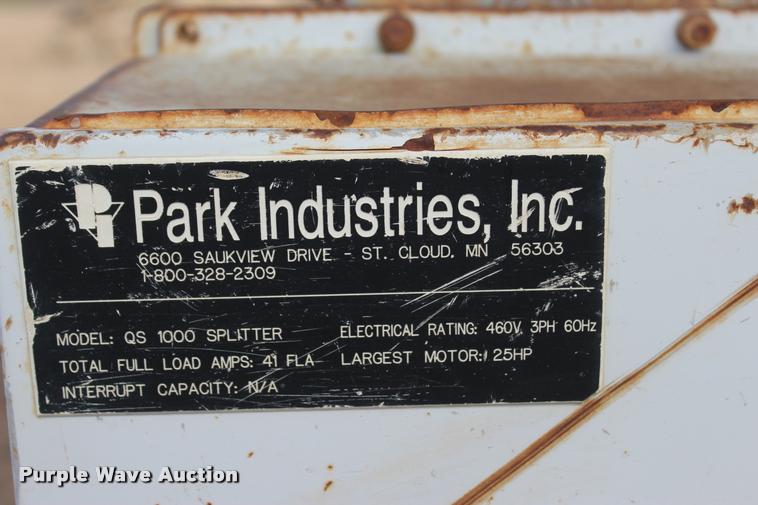 PI
Park Industries, Inc.
6600 SAUKVIEW DRIVE - ST. CLOUD. MN 56303
1-800-328-2309
MODEL: QS 1000 SPLITTER ELECTRICAL RATING: 460V 3PH 60Hz
TOTAL FULL LOAD AMPS: 41 FLA LARGEST MOTOR: 25HP
INTERRUPT CAPACITY: N/A
Purple Wave Auction